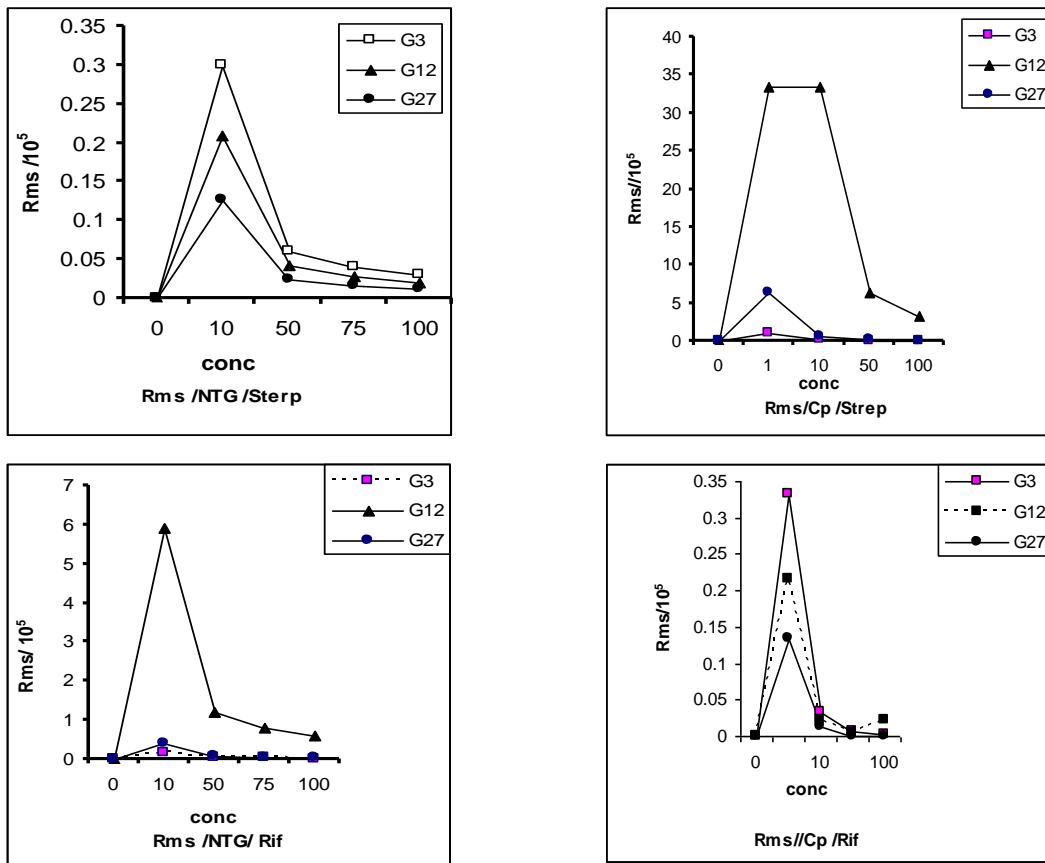 0.35
0.3
0.25
0.2
0.15
0.1
0.05
0
Rms /10⁵
G3
G12
G27
0 10 50 75 100
conc
Rms /NTG /Sterp
40
35
30
25
20
15
10
5
0
Rms//10⁵
G3
G12
G27
0 1 10 50 100
conc
Rms/Cp /Strep
7
6
5
4
3
2
1
0
Rms/ 10⁵
G3
G12
G27
0 10 50 75 100
conc
Rms /NTG/ Rif
0.35
0.3
0.25
0.2
0.15
0.1
0.05
0
Rms/10⁵
G3
G12
G27
0 10 100
conc
Rms//Cp /Rif